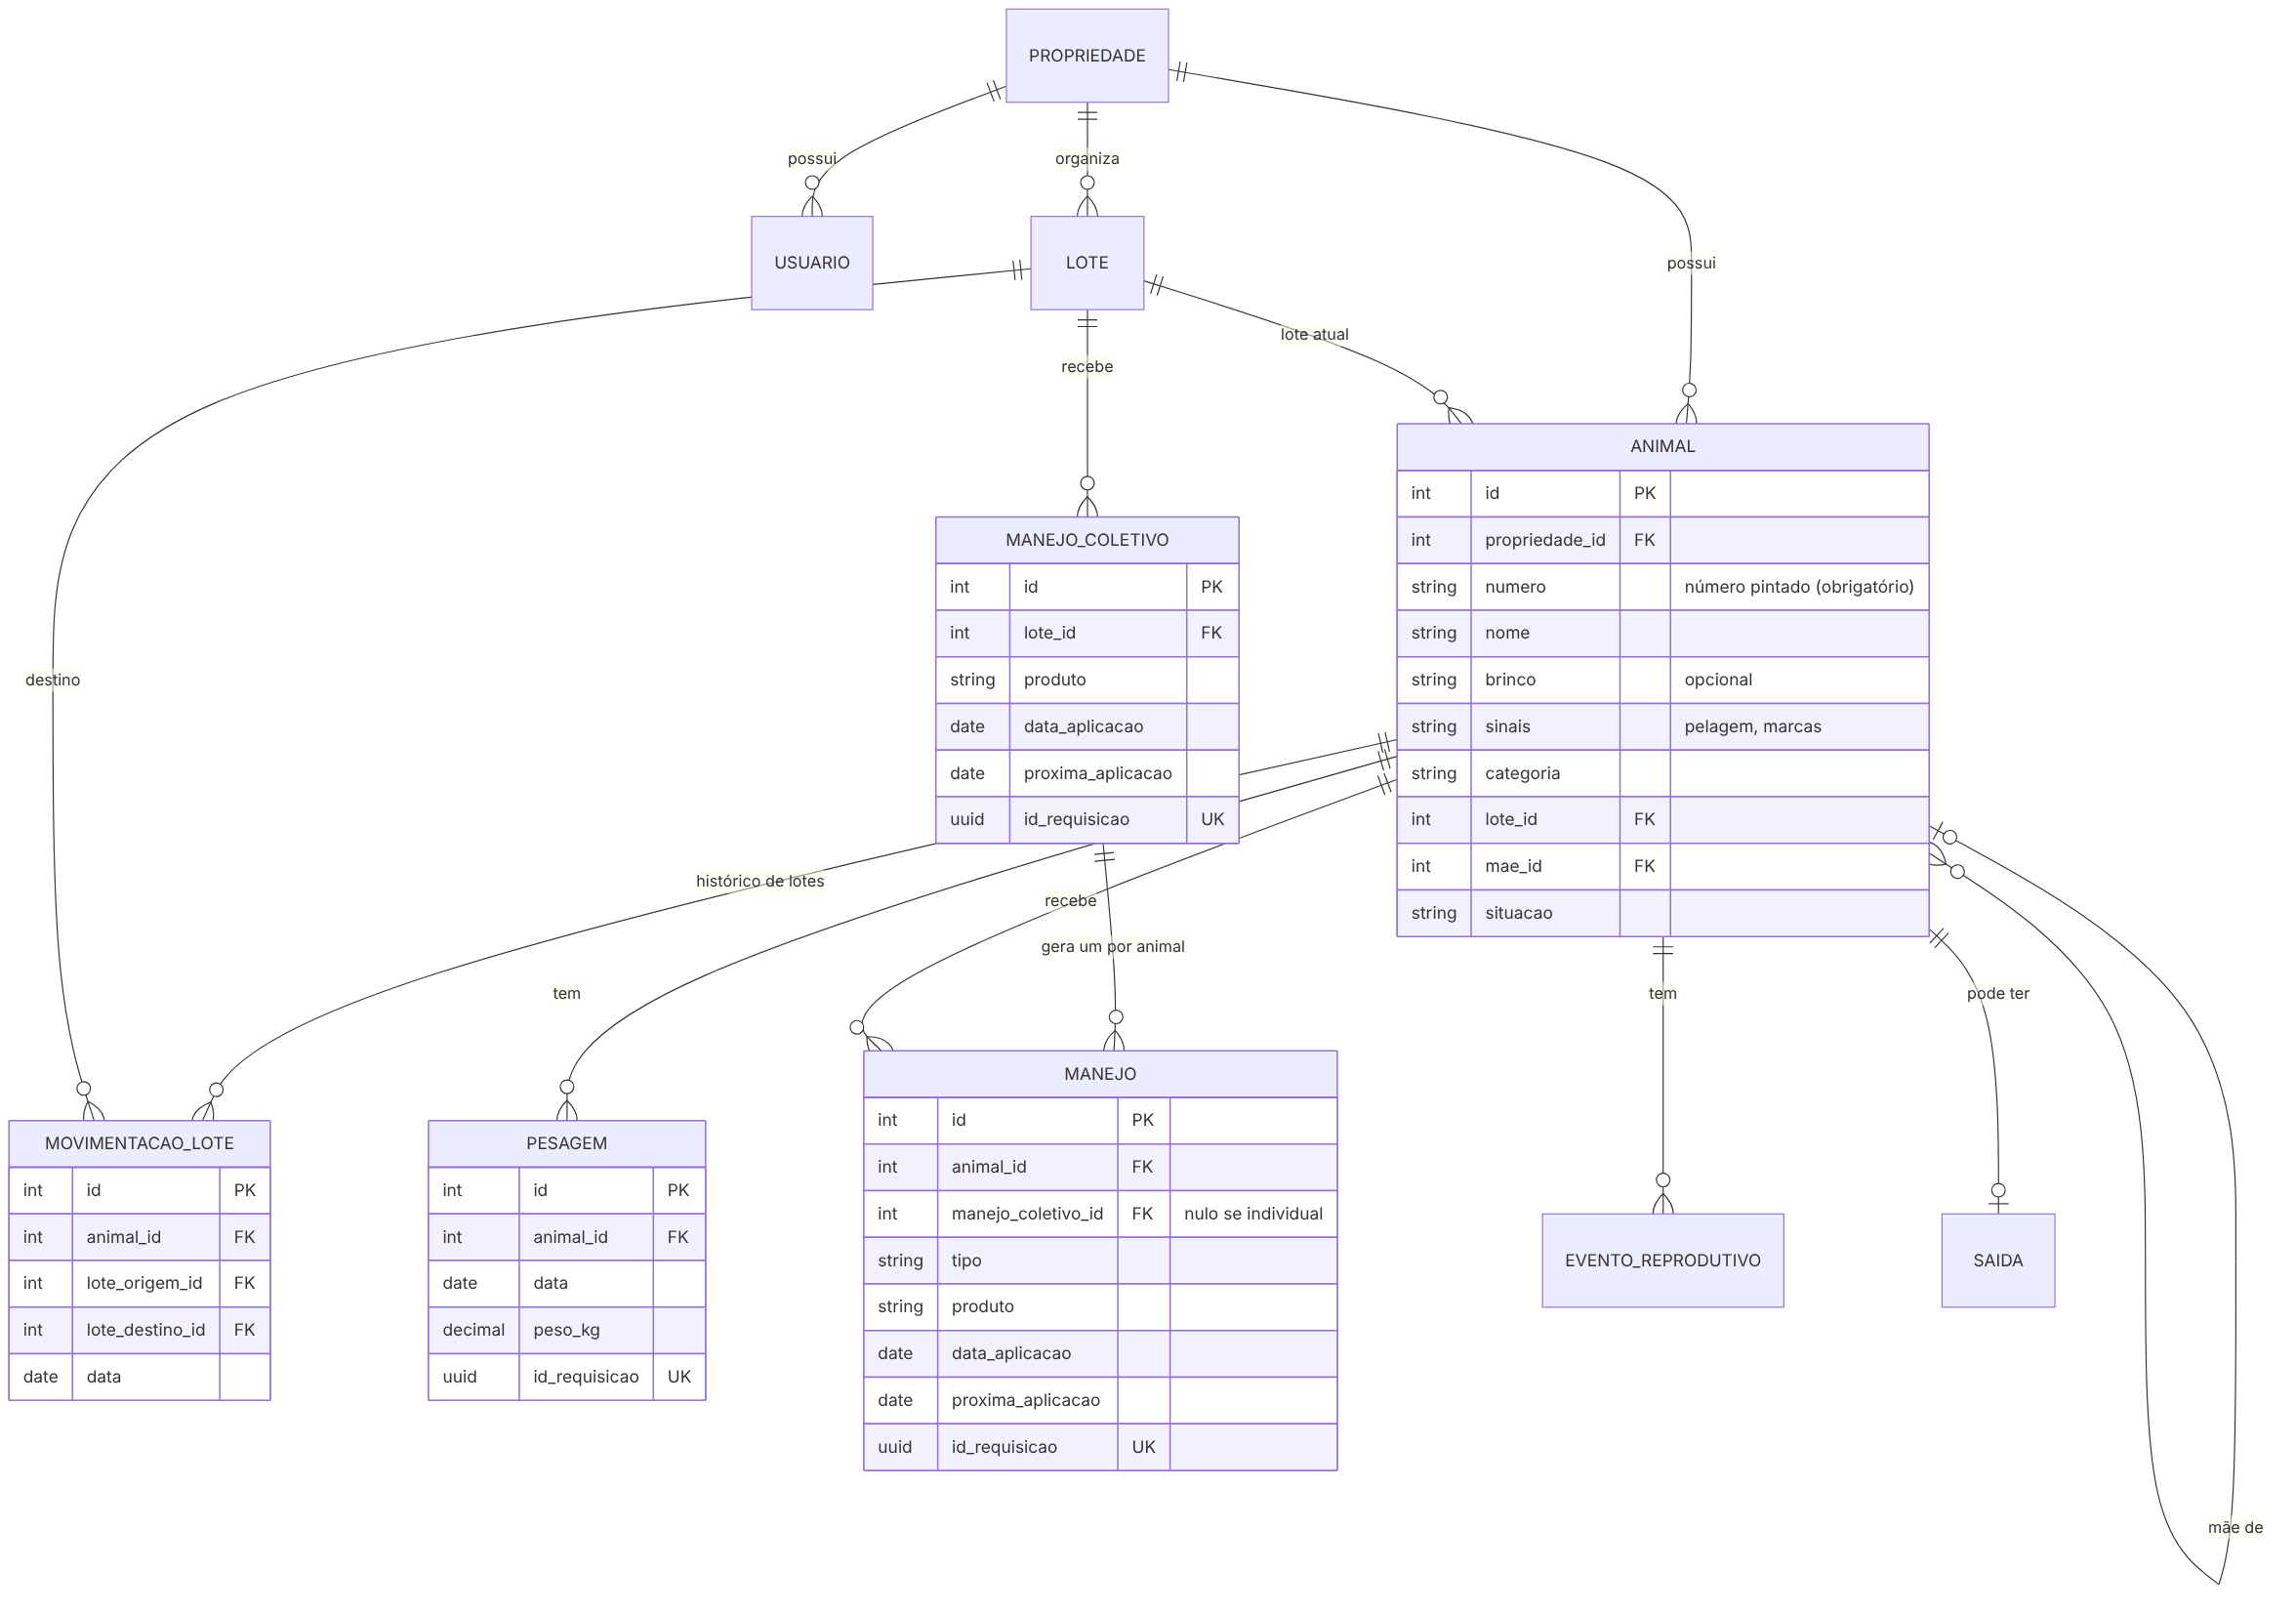 PROPRIEDADE
possui
organiza
USUARIO
LOTE
possui
lote atual
recebe
ANIMAL
int id PK
int propriedade_id FK
string numero número pintado (obrigatório)
string nome
string brinco opcional
string sinais pelagem, marcas
string categoria
int lote_id FK
int mae_id FK
string situacao
MANEJO_COLETIVO
int id PK
int lote_id FK
string produto
date data_aplicacao
date proxima_aplicacao
uuid id_requisicao UK
destino
histórico de lotes
recebe
gera um por animal
tem
tem
pode ter
MOVIMENTACAO_LOTE
int id PK
int animal_id FK
int lote_origem_id FK
int lote_destino_id FK
date data
PESAGEM
int id PK
int animal_id FK
date data
decimal peso_kg
uuid id_requisicao UK
MANEJO
int id PK
int animal_id FK
int manejo_coletivo_id FK nulo se individual
string tipo
string produto
date data_aplicacao
date proxima_aplicacao
uuid id_requisicao UK
EVENTO_REPRODUTIVO
SAIDA
mãe de